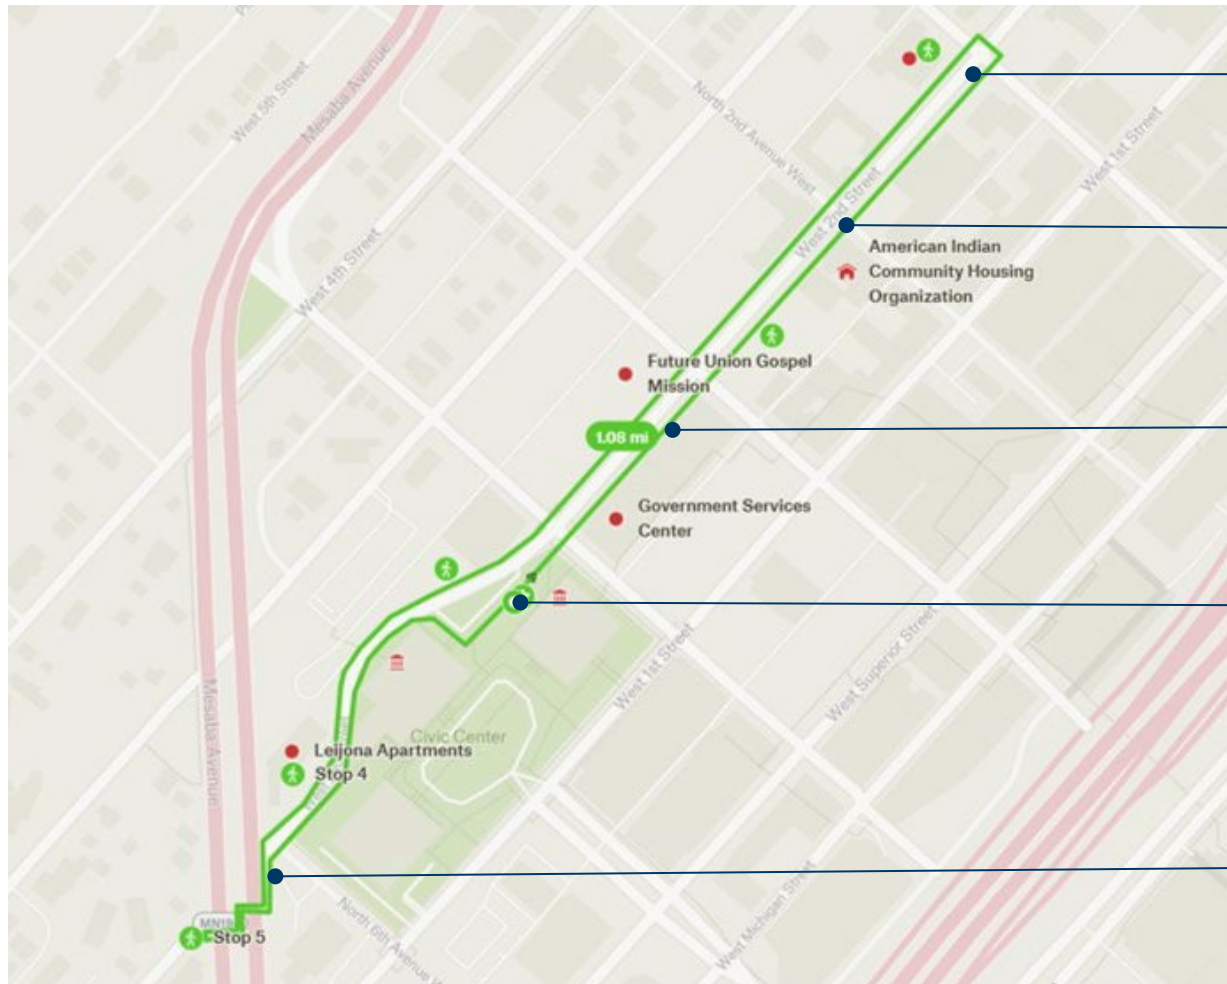 West 5th Street
Mesaba Avenue
North 2nd Avenue West
West 1st Street
West 2nd Street
West 4th Street
American Indian
Community Housing
Organization
Future Union Gospel
Mission
1.08 mi
Government Services
Center
West 1st Street
West Superior Street
Mesaba Avenue
Civic Center
Leijona Apartments
Stop 4
West Michigan Street
North 6th Avenue W
Stop 5